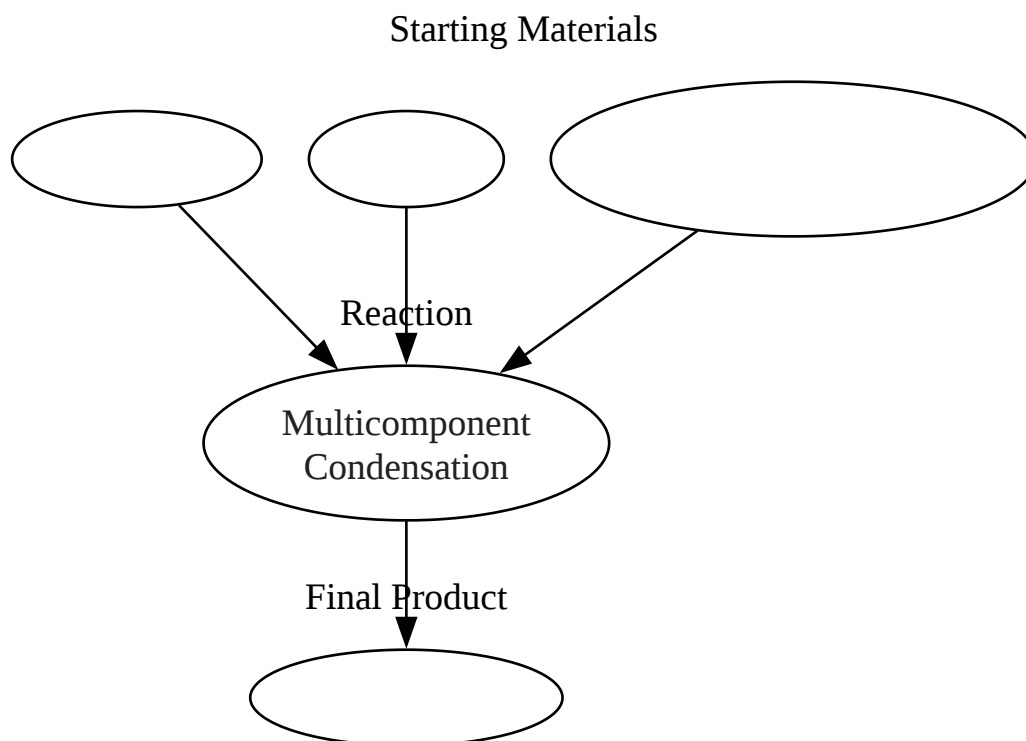 Starting Materials
Reaction
Multicomponent
Condensation
Final Product